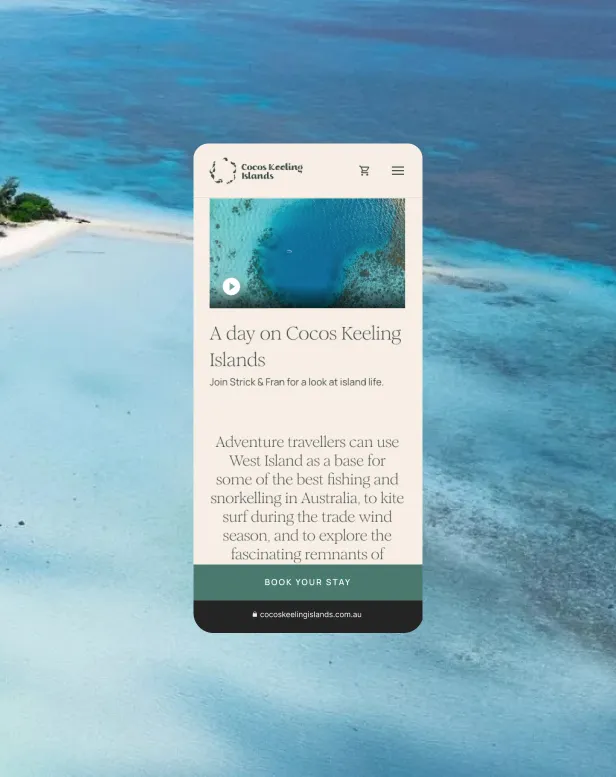 Cocos Keeling
Islands
A day on Cocos Keeling
Islands
Join Strick & Fran for a look at island life.
Adventure travellers can use
West Island as a base for
some of the best fishing and
snorkelling in Australia, to kite
surf during the trade wind
season, and to explore the
fascinating remnants of
BOOK YOUR STAY
cocoskeelingislands.com.au